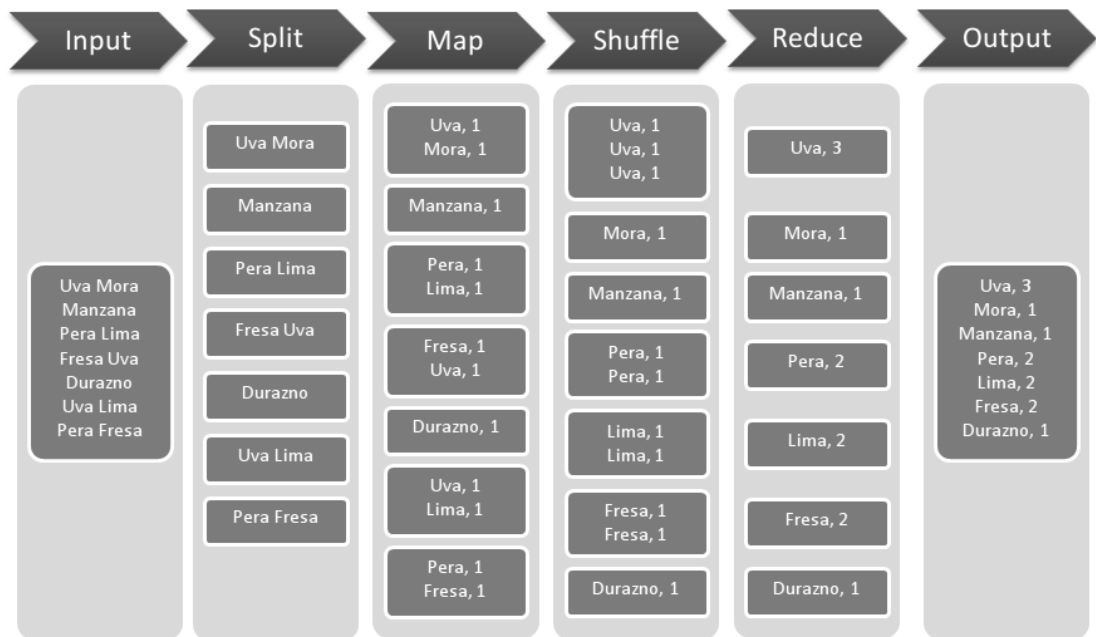 Input
Split
Map
Shuffle
Reduce
Output
Uva Mora
Manzana
Pera Lima
Fresa Uva
Durazno
Uva Lima
Pera Fresa
Uva Mora
Manzana
Pera Lima
Fresa Uva
Durazno
Uva Lima
Pera Fresa
Uva, 1
Mora, 1
Manzana, 1
Pera, 1
Lima, 1
Fresa, 1
Uva, 1
Durazno, 1
Uva, 1
Lima, 1
Pera, 1
Fresa, 1
Uva, 1
Uva, 1
Uva, 1
Mora, 1
Manzana, 1
Pera, 1
Pera, 1
Lima, 1
Lima, 1
Fresa, 1
Fresa, 1
Durazno, 1
Uva, 3
Mora, 1
Manzana, 1
Pera, 2
Lima, 2
Fresa, 2
Durazno, 1
Uva, 3
Mora, 1
Manzana, 1
Pera, 2
Lima, 2
Fresa, 2
Durazno, 1